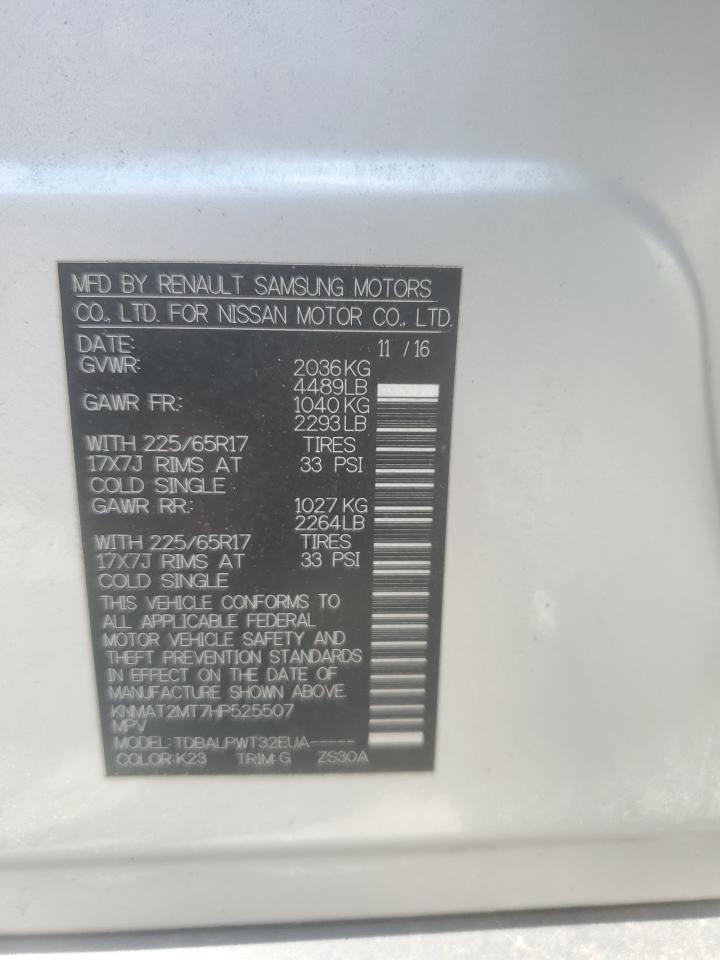 MFD BY RENAULT SAMSUNG MOTORS
CO., LTD. FOR NISSAN MOTOR CO., LTD.
DATE: 11 / 16
GVWR: 2036 KG
4489 LB
GAWR FR.: 1040 KG
2293 LB
WITH 225/65R17 TIRES
17X7J RIMS AT 33 PSI
COLD SINGLE
GAWR RR.: 1027 KG
2264 LB
WITH 225/65R17 TIRES
17X7J RIMS AT 33 PSI
COLD SINGLE
THIS VEHICLE CONFORMS TO
ALL APPLICABLE FEDERAL
MOTOR VEHICLE SAFETY AND
THEFT PREVENTION STANDARDS
IN EFFECT ON THE DATE OF
MANUFACTURE SHOWN ABOVE.
KNMAT2MT7HP525507
MPV
MODEL: TDBALPWT32EUA-----
COLOR:K23 TRIM:G ZS30A